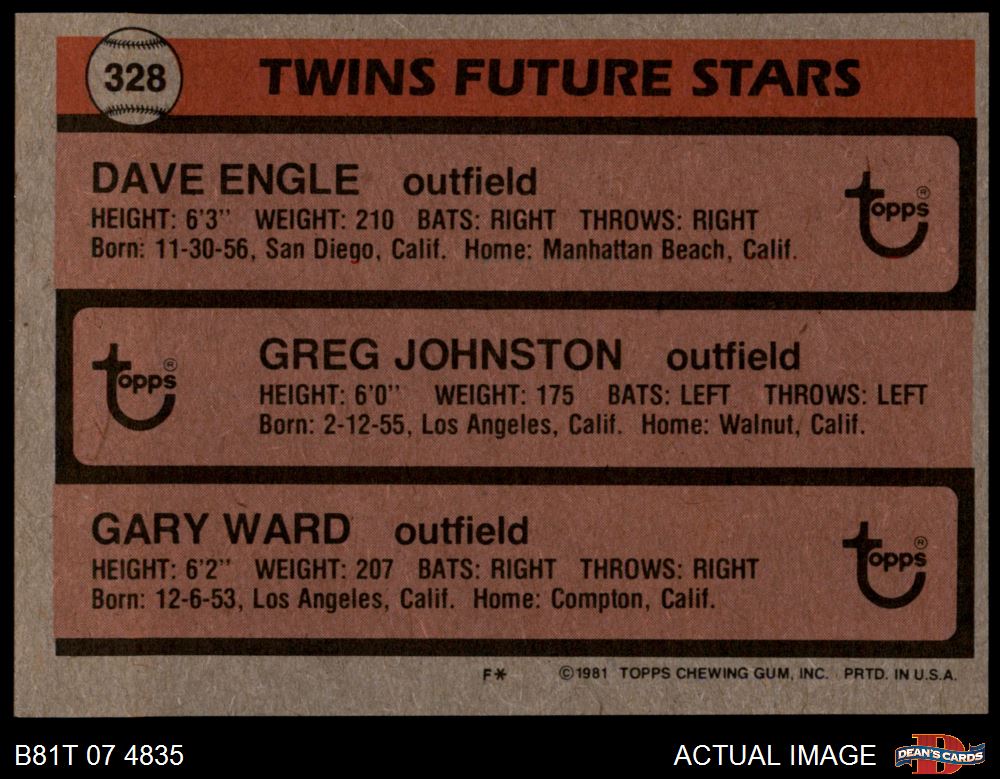 328 TWINS FUTURE STARS
DAVE ENGLE outfield
HEIGHT: 6'3" WEIGHT: 210 BATS: RIGHT THROWS: RIGHT
Born: 11-30-56, San Diego, Calif. Home: Manhattan Beach, Calif.
topps®
GREG JOHNSTON outfield
topps®
HEIGHT: 6'0" WEIGHT: 175 BATS: LEFT THROWS: LEFT
Born: 2-12-55, Los Angeles, Calif. Home: Walnut, Calif.
GARY WARD outfield
HEIGHT: 6'2" WEIGHT: 207 BATS: RIGHT THROWS: RIGHT
Born: 12-6-53, Los Angeles, Calif. Home: Compton, Calif.
topps®
F* ©1981 TOPPS CHEWING GUM, INC. PRTD. IN U.S.A.
B81T 07 4835 ACTUAL IMAGE D DEAN'S CARDS